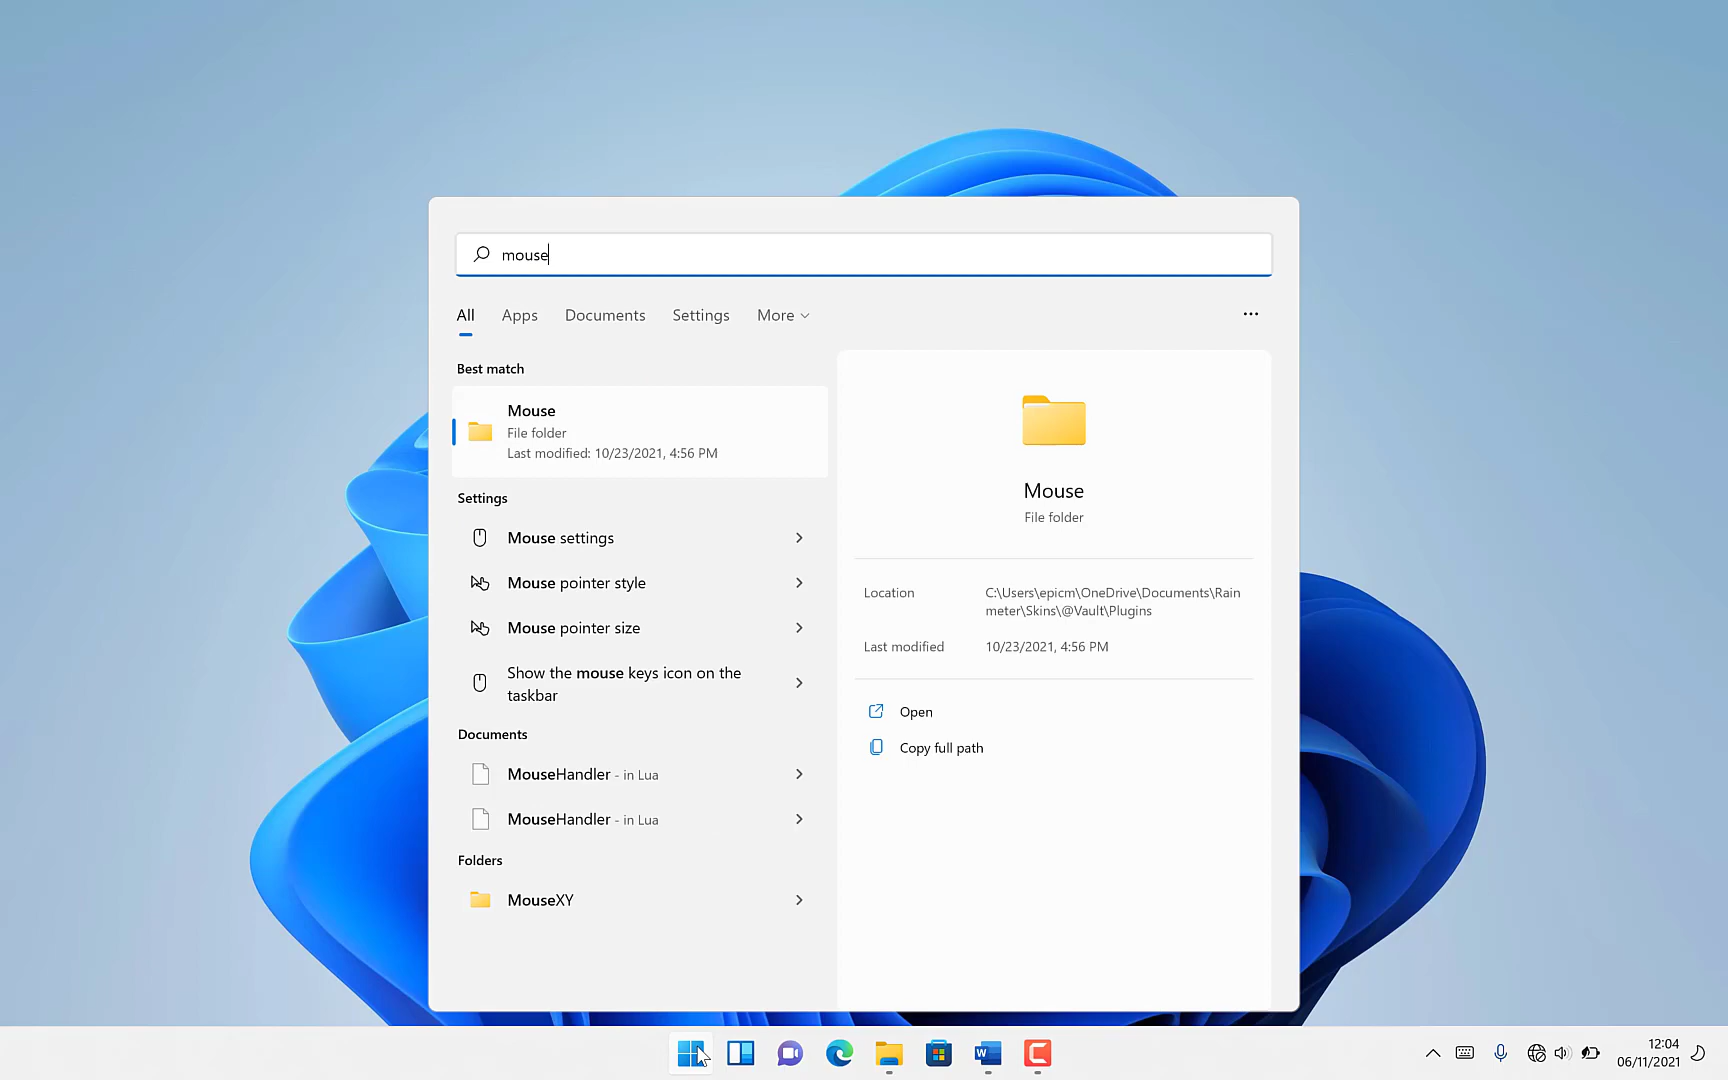 mouse
All Apps Documents Settings More
Best match
Mouse
File folder
Last modified: 10/23/2021, 4:56 PM
Settings
Mouse settings
Mouse pointer style
Mouse pointer size
Show the mouse keys icon on the
taskbar
Documents
MouseHandler - in Lua
MouseHandler - in Lua
Folders
MouseXY
Mouse
File folder
Location C:\Users\epicm\OneDrive\Documents\Rain
meter\Skins\@Vault\Plugins
Last modified 10/23/2021, 4:56 PM
Open
Copy full path
W
12:04
06/11/2021